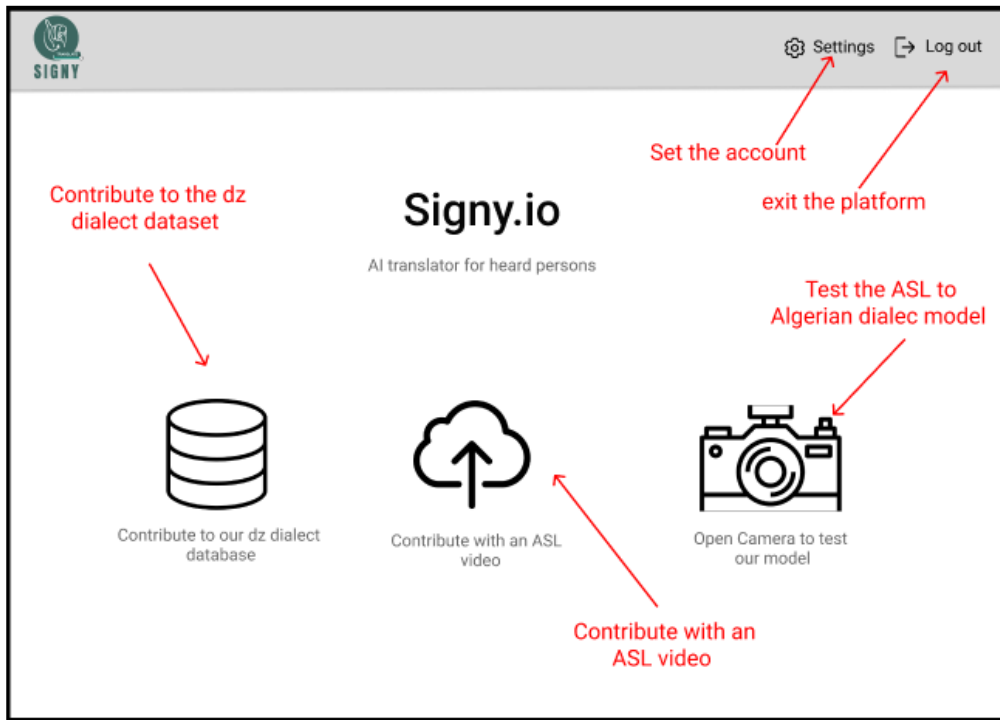 SIGNY
Settings
Log out
Set the account
exit the platform
Contribute to the dz
dialect dataset
Signy.io
AI translator for heard persons
Test the ASL to
Algerian dialec model
Contribute to our dz dialect
database
Contribute with an ASL
video
Open Camera to test
our model
Contribute with an
ASL video